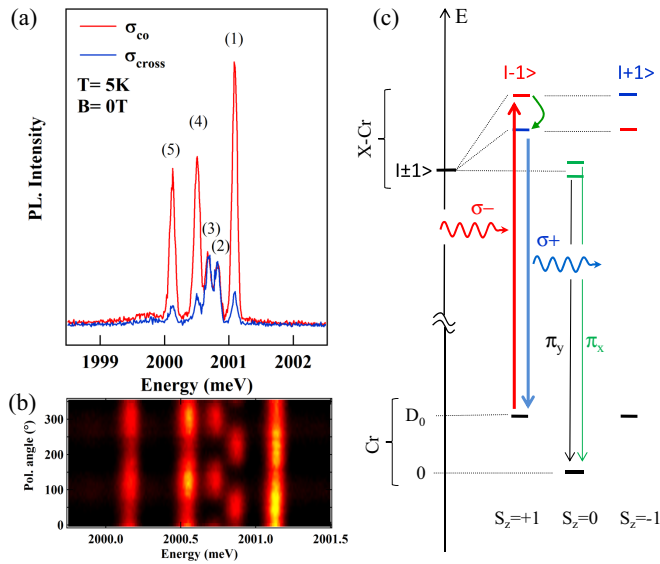 (a)
σco
σcross
T= 5K
B= 0T
(1)
(4)
(5)
(3)
(2)
PL. Intensity
1999 2000 2001 2002
Energy (meV)
(b)
Pol. angle (°)
300
200
100
0
2000.0 2000.5 2001.0 2001.5
Energy (meV)
(c)
E
I-1>
I+1>
X-Cr
I±1>
σ−
σ+
πy
πx
Cr
D0
0
Sz=+1 Sz=0 Sz=-1